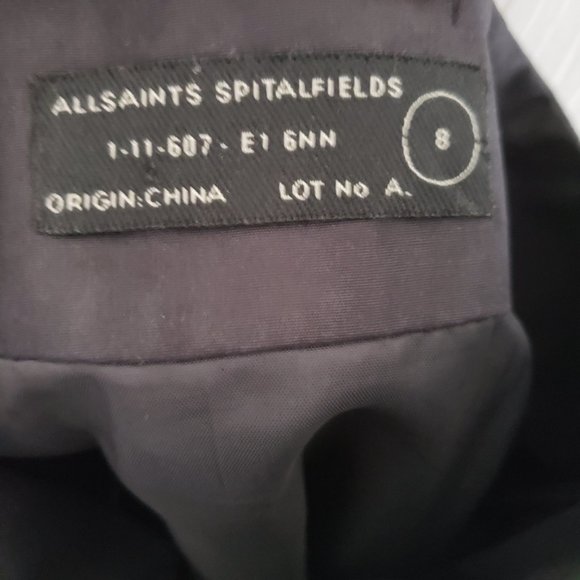 ALLSAINTS SPITALFIELDS
1-11-607- E1 6NN
8
ORIGIN:CHINA LOT No A.